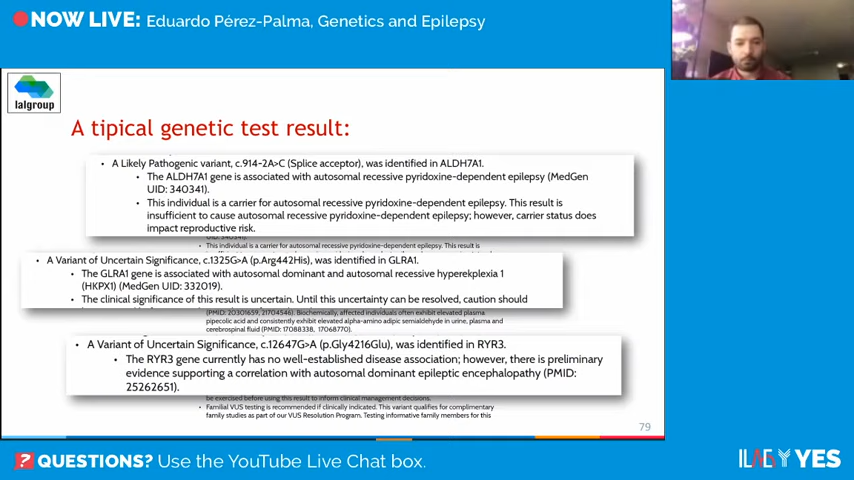 NOW LIVE: Eduardo Pérez-Palma, Genetics and Epilepsy
lalgroup
A tipical genetic test result:
• A Likely Pathogenic variant, c.914-2A>C (Splice acceptor), was identified in ALDH7A1.
• The ALDH7A1 gene is associated with autosomal recessive pyridoxine-dependent epilepsy (MedGen
UID: 340341).
• This individual is a carrier for autosomal recessive pyridoxine-dependent epilepsy. This result is
insufficient to cause autosomal recessive pyridoxine-dependent epilepsy; however, carrier status does
impact reproductive risk.
UID: 340341).
• This individual is a carrier for autosomal recessive pyridoxine-dependent epilepsy. This result is
• A Variant of Uncertain Significance, c.1325G>A (p.Arg442His), was identified in GLRA1.
• The GLRA1 gene is associated with autosomal dominant and autosomal recessive hyperekplexia 1
(HKPX1) (MedGen UID: 332019).
• The clinical significance of this result is uncertain. Until this uncertainty can be resolved, caution should
(PMID: 20301659, 21704546). Biochemically, affected individuals often exhibit elevated plasma
pipecolic acid and consistently exhibit elevated alpha-amino adipic semialdehyde in urine, plasma and
cerebrospinal fluid (PMID: 17088338, 17068770).
• A Variant of Uncertain Significance, c.12647G>A (p.Gly4216Glu), was identified in RYR3.
• The RYR3 gene currently has no well-established disease association; however, there is preliminary
evidence supporting a correlation with autosomal dominant epileptic encephalopathy (PMID:
25262651).
be exercised before using this result to inform clinical management decisions.
• Familial VUS testing is recommended if clinically indicated. This variant qualifies for complimentary
family studies as part of our VUS Resolution Program. Testing informative family members for this
79
? QUESTIONS? Use the YouTube Live Chat box.
ILAE YES